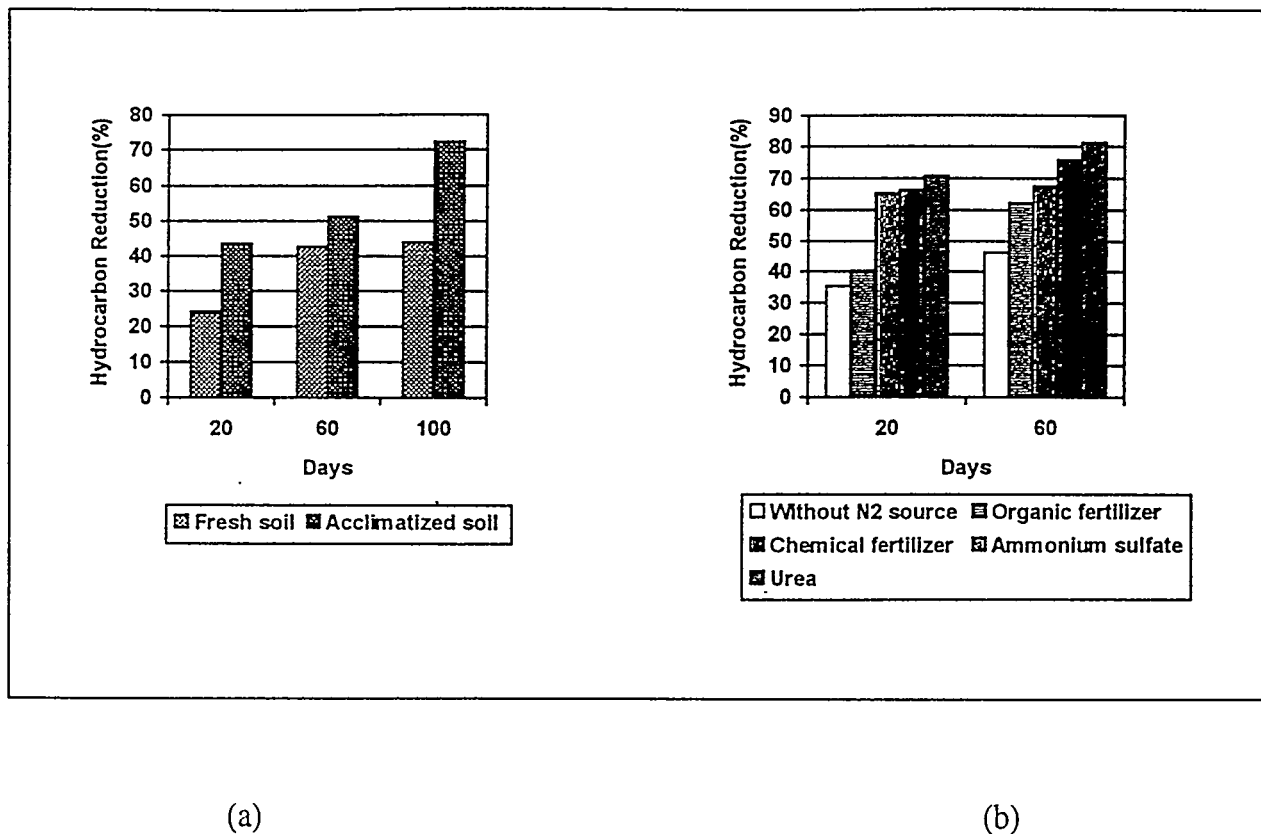 Hydrocarbon Reduction(%)
80
70
60
50
40
30
20
10
0
20 60 100
Days
Fresh soil Acclimatized soil
(a)
Hydrocarbon Reduction(%)
90
80
70
60
50
40
30
20
10
0
20 60
Days
Without N2 source Organic fertilizer
Chemical fertilizer Ammonium sulfate
Urea
(b)